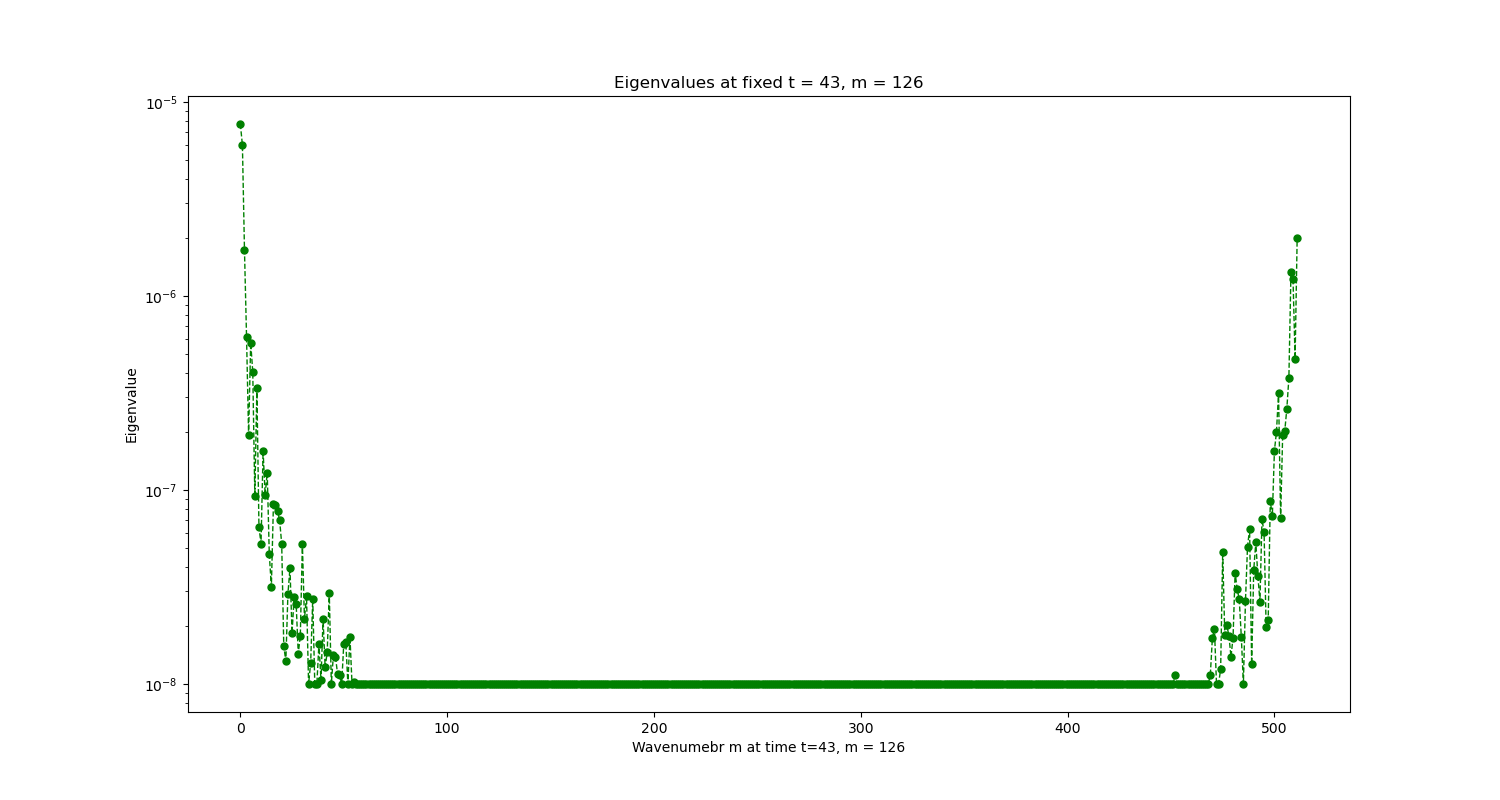 Eigenvalues at fixed t = 43, m = 126
10⁻⁵
10⁻⁶
10⁻⁷
10⁻⁸
Eigenvalue
0 100 200 300 400 500
Wavenumebr m at time t=43, m = 126